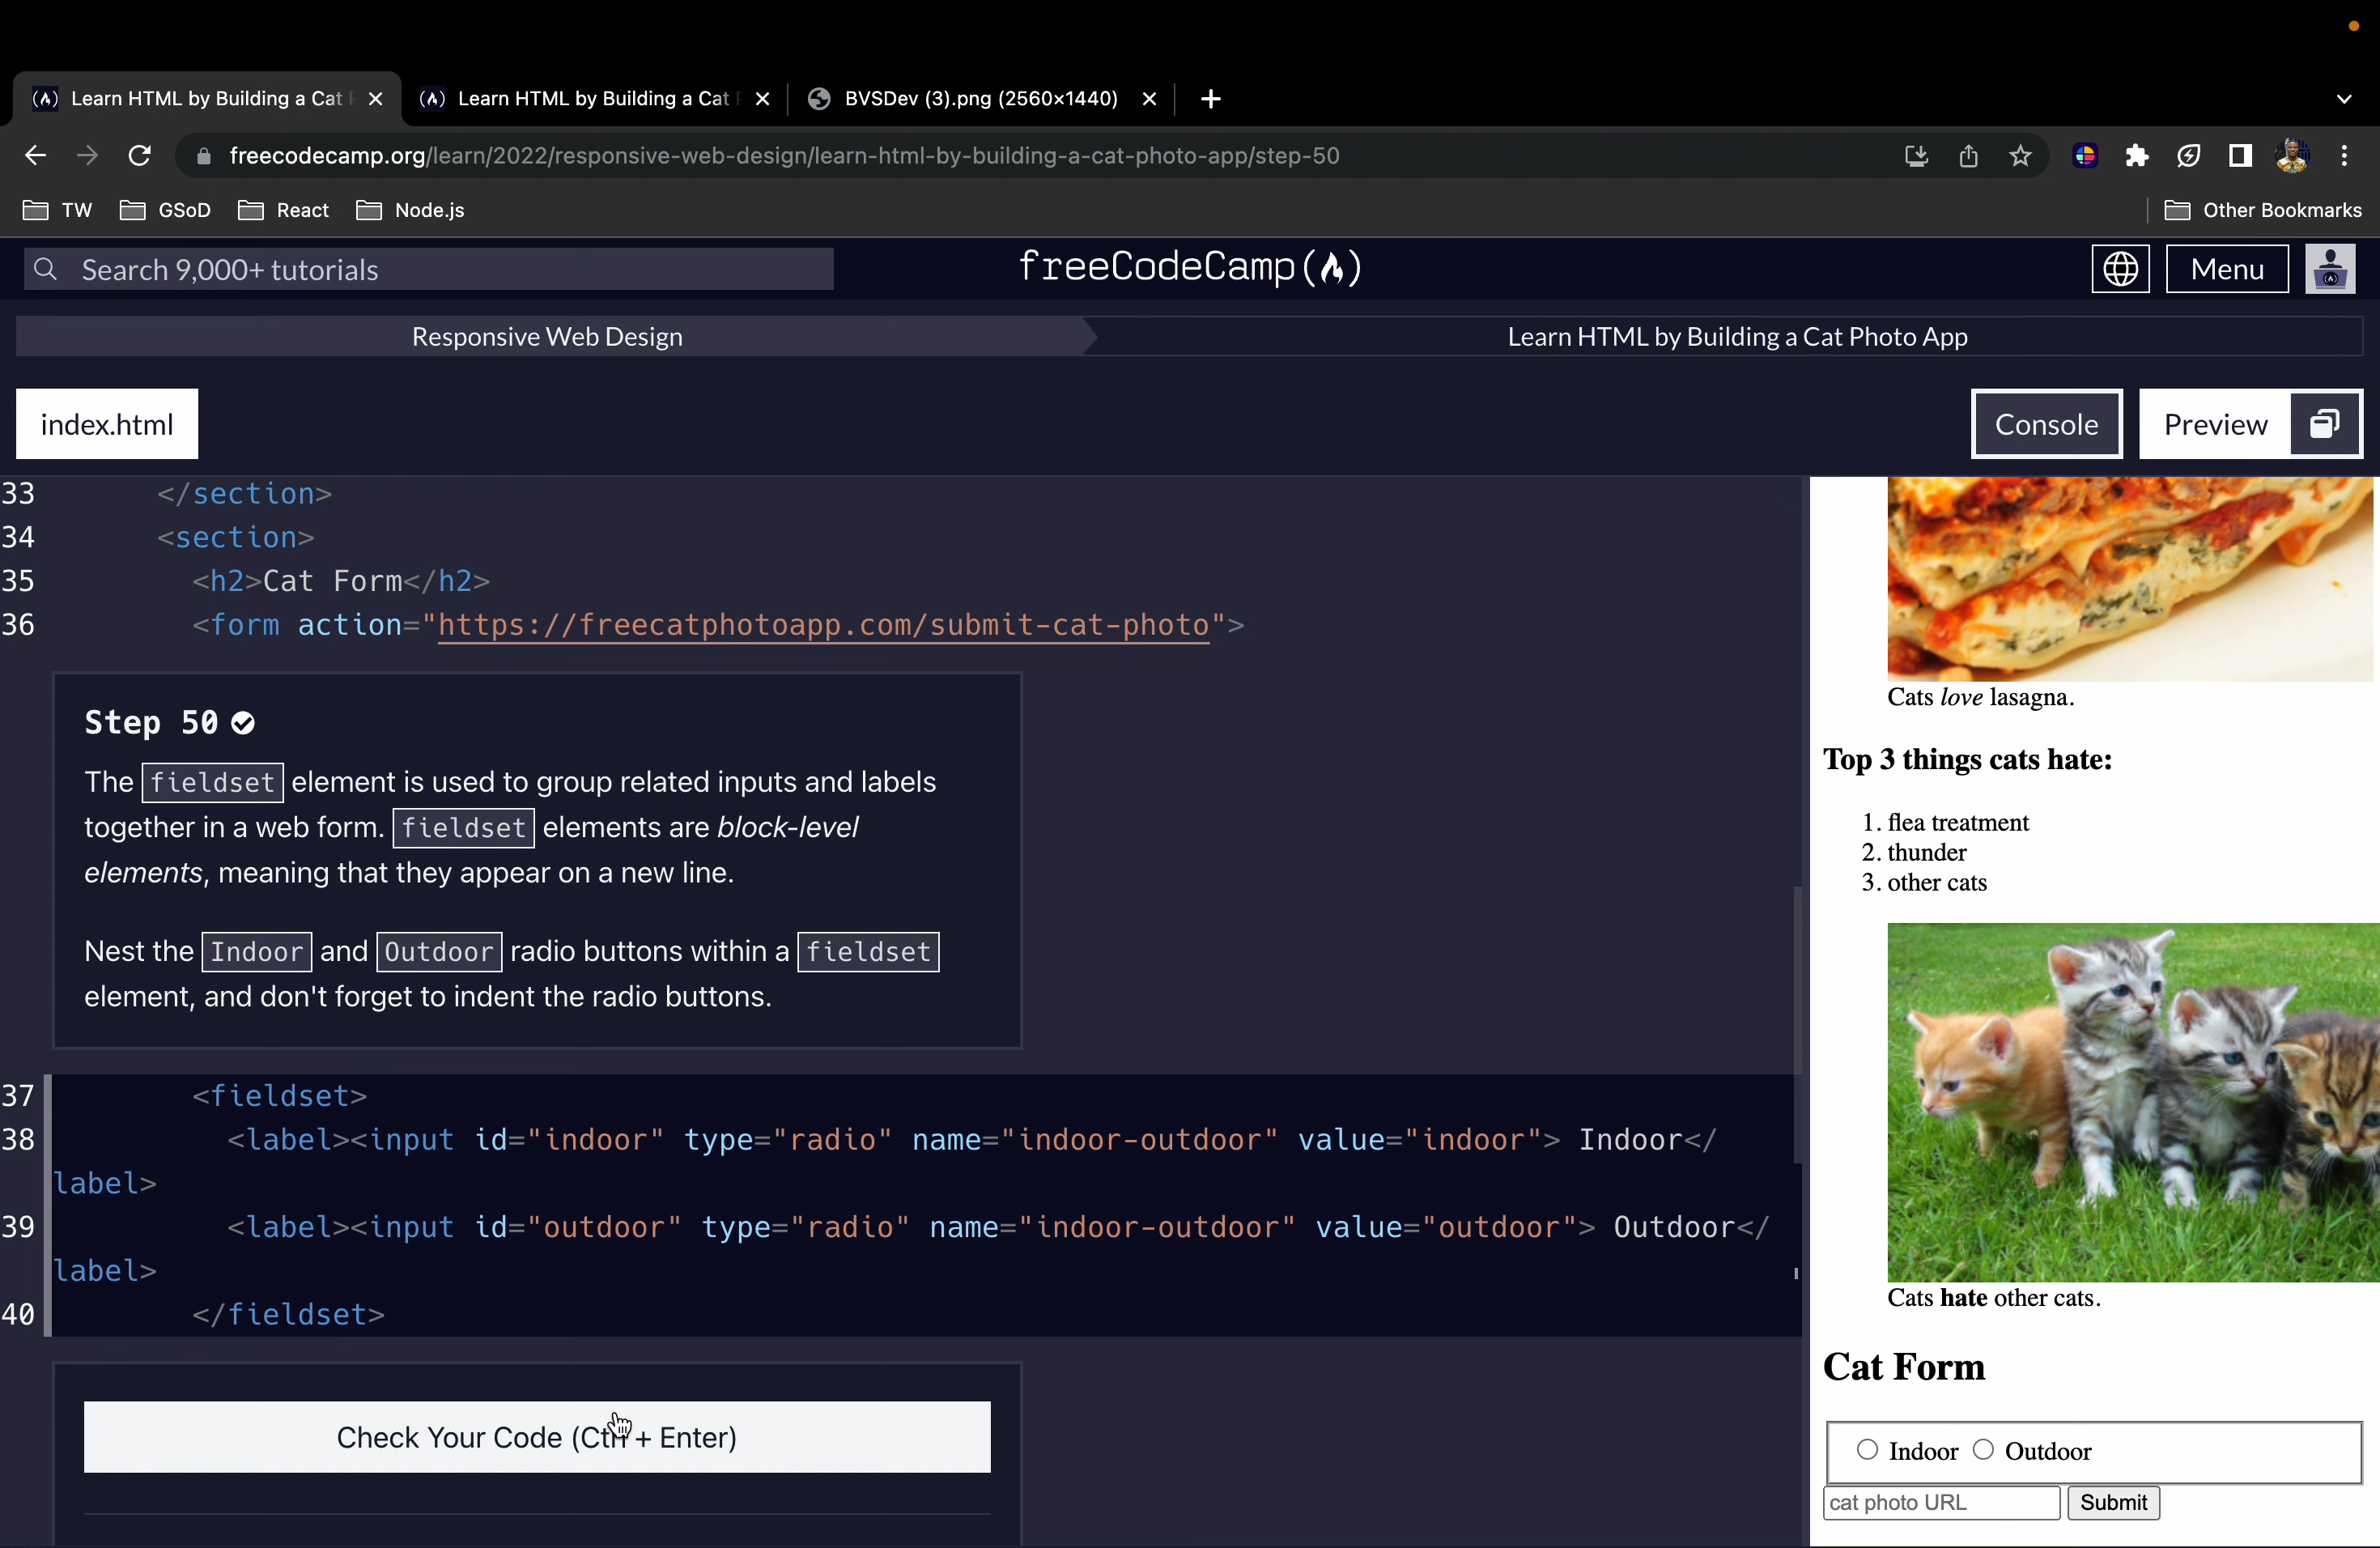 Learn HTML by Building a Cat
Learn HTML by Building a Cat
BVSDev (3).png (2560×1440)
freecodecamp.org/learn/2022/responsive-web-design/learn-html-by-building-a-cat-photo-app/step-50
TW
GSoD
React
Node.js
Other Bookmarks
Search 9,000+ tutorials
freeCodeCamp(🔥)
Menu
Responsive Web Design
Learn HTML by Building a Cat Photo App
index.html
Console
Preview
33 </section>
34 <section>
35 <h2>Cat Form</h2>
36 <form action="https://freecatphotoapp.com/submit-cat-photo">
Step 50
The fieldset element is used to group related inputs and labels
together in a web form. fieldset elements are block-level
elements, meaning that they appear on a new line.
Nest the Indoor and Outdoor radio buttons within a fieldset
element, and don't forget to indent the radio buttons.
37 <fieldset>
38 <label><input id="indoor" type="radio" name="indoor-outdoor" value="indoor"> Indoor</
label>
39 <label><input id="outdoor" type="radio" name="indoor-outdoor" value="outdoor"> Outdoor</
label>
40 </fieldset>
Check Your Code (Ctrl + Enter)
Cats love lasagna.
Top 3 things cats hate:
1. flea treatment
2. thunder
3. other cats
Cats hate other cats.
Cat Form
Indoor
Outdoor
cat photo URL
Submit